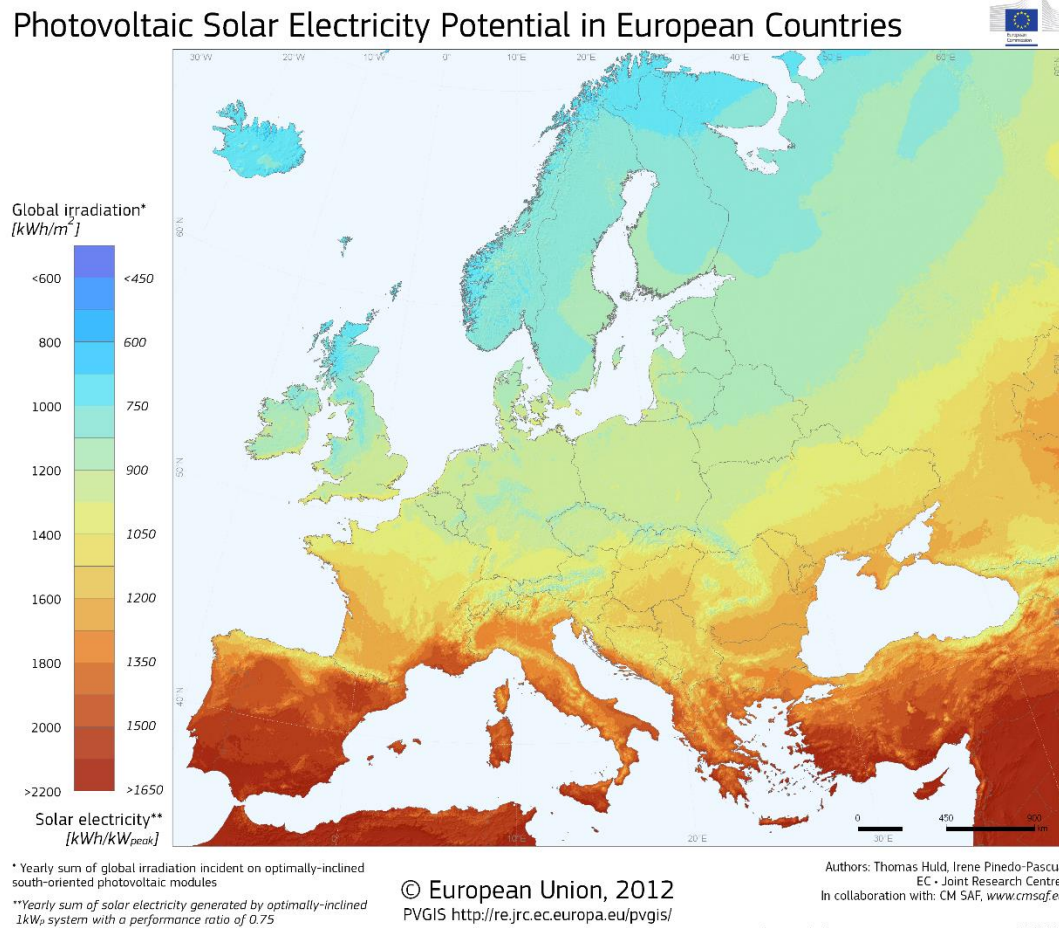 Photovoltaic Solar Electricity Potential in European Countries
European
Commission
30°W
20°W
10°W
0°
10°E
20°E
30°E
40°E
60°E
60°N
50°N
40°N
Global irradiation*
[kWh/m²]
<600 <450
800 600
1000 750
1200 900
1400 1050
1600 1200
1800 1350
2000 1500
>2200 >1650
Solar electricity**
[kWh/kWpeak]
0°
10°E
20°E
30°E
0 450 900
km
* Yearly sum of global irradiation incident on optimally-inclined
south-oriented photovoltaic modules
**Yearly sum of solar electricity generated by optimally-inclined
1kWp system with a performance ratio of 0.75
© European Union, 2012
PVGIS http://re.jrc.ec.europa.eu/pvgis/
Authors: Thomas Huld, Irene Pinedo-Pascu
EC • Joint Research Centre
In collaboration with: CM SAF, www.cmsaf.eu